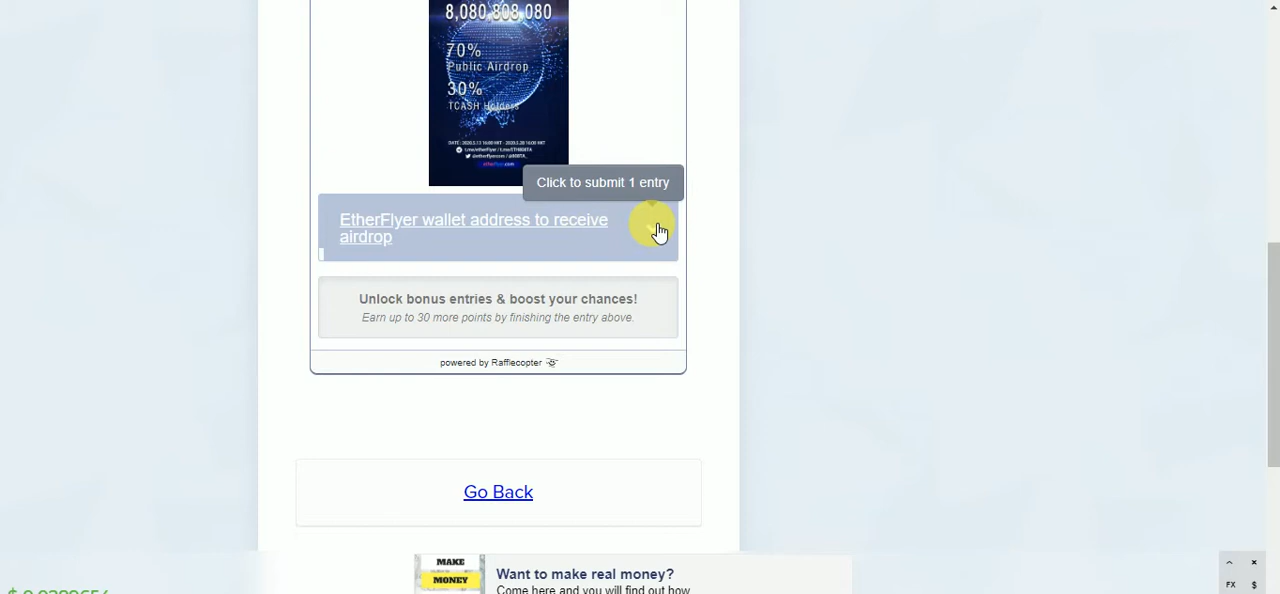 8,080,808,080
70%
Public Airdrop
30%
TCASH Holders
Click to submit 1 entry
EtherFlyer wallet address to receive
airdrop
Unlock bonus entries & boost your chances!
Earn up to 30 more points by finishing the entry above.
powered by Rafflecopter
Go Back
MAKE
MONEY
Want to make real money?
Come here and you will find out how
FX $